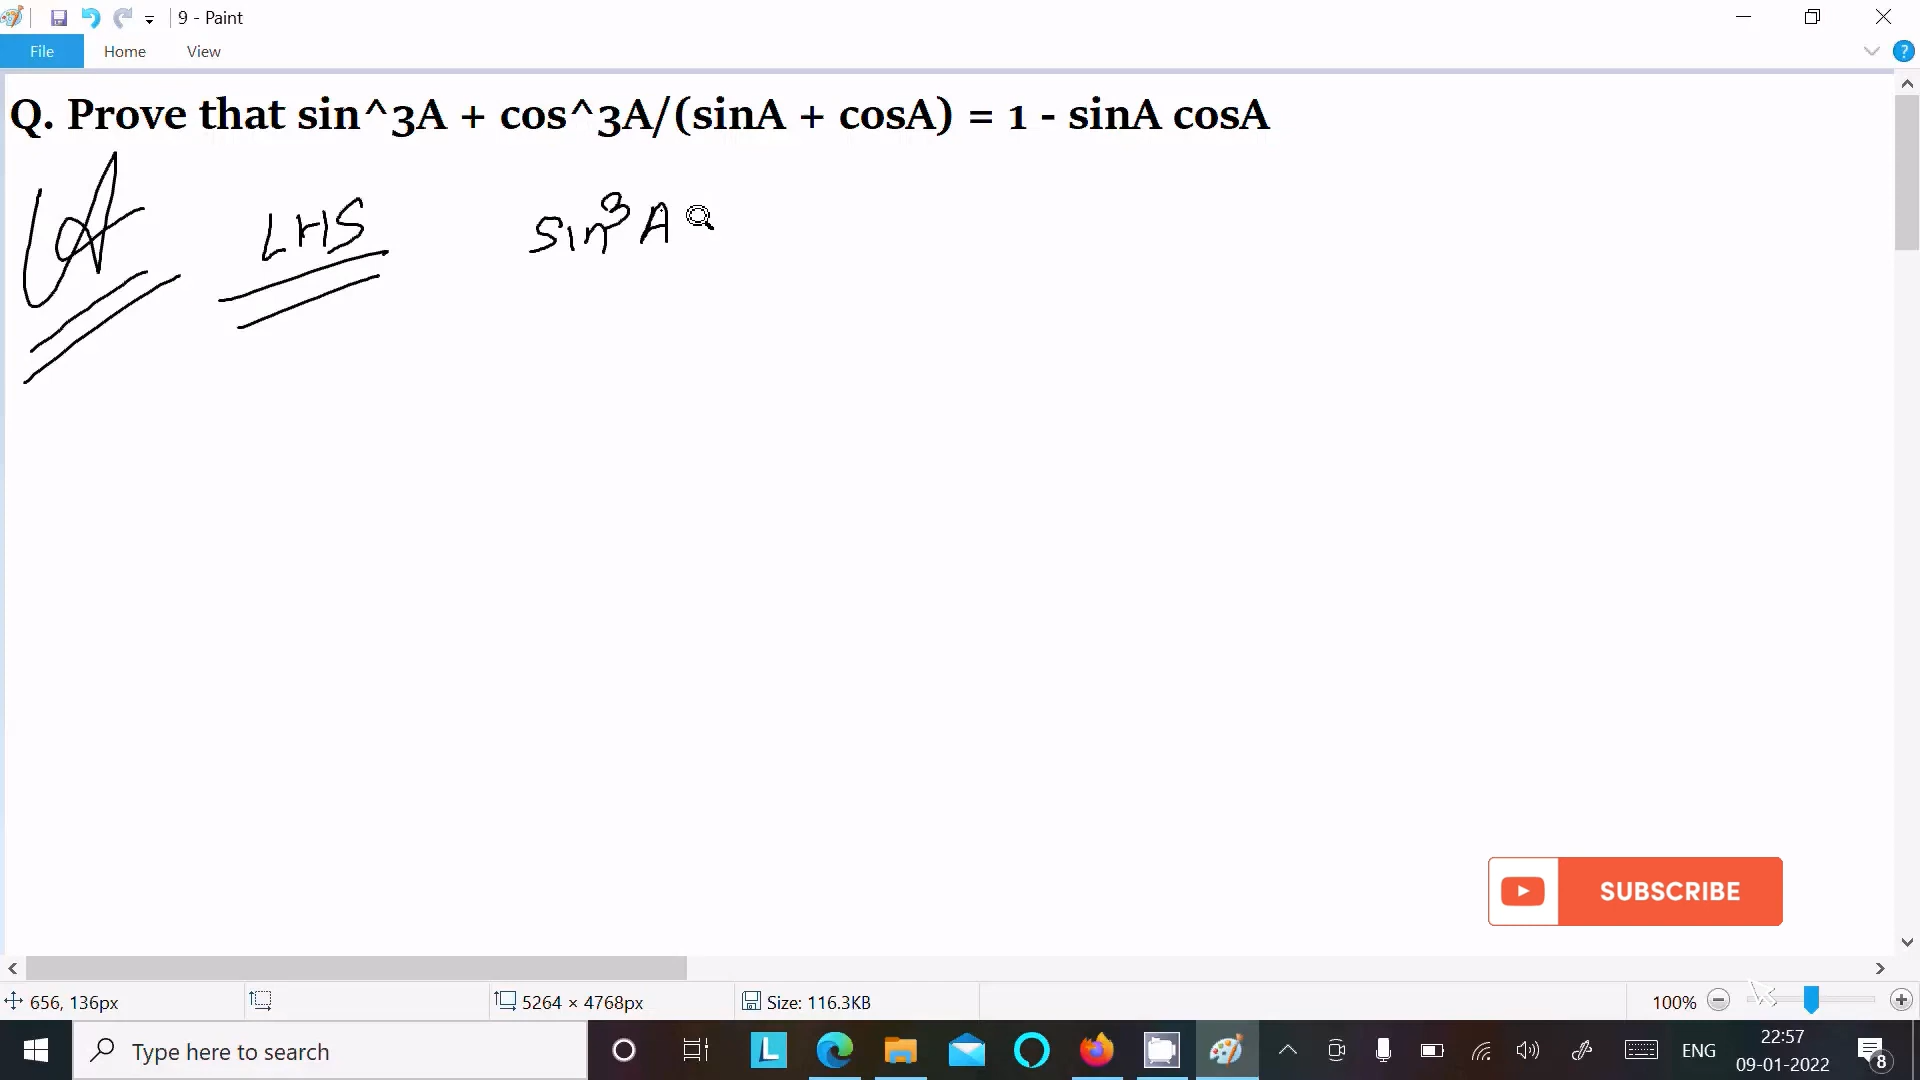 9 - Paint
File Home View
Q. Prove that sin^3A + cos^3A/(sinA + cosA) = 1 - sinA cosA
LHS sin³ A
SUBSCRIBE
656, 136px 5264 × 4768px Size: 116.3KB 100%
Type here to search L ENG 22:57
09-01-2022 8